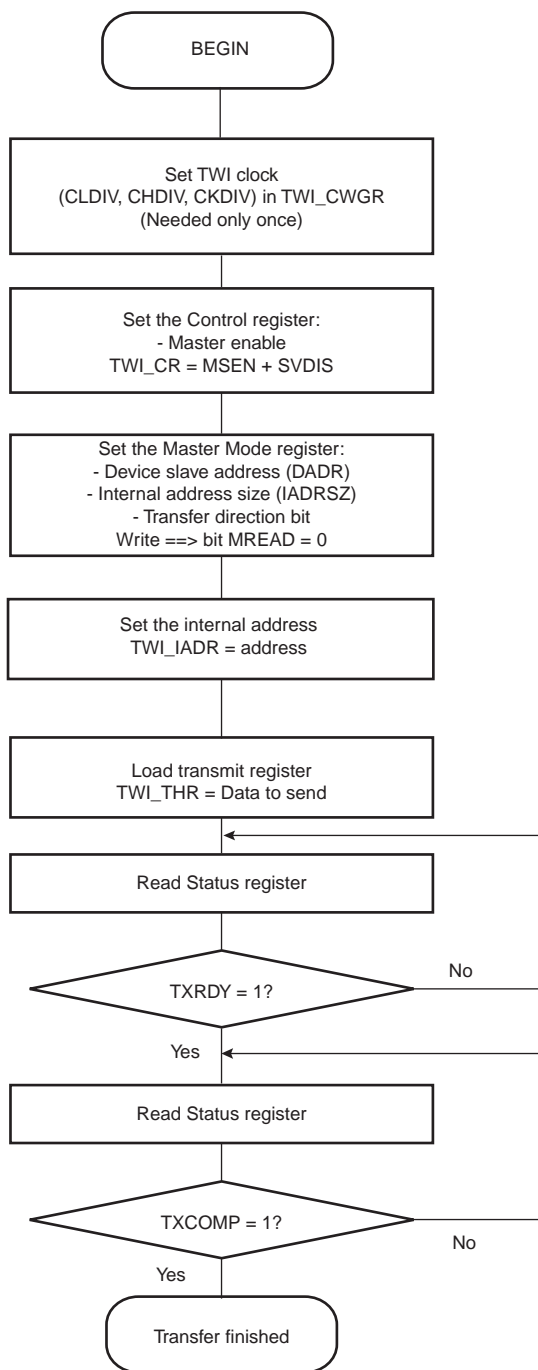 BEGIN
Set TWI clock
(CLDIV, CHDIV, CKDIV) in TWI_CWGR
(Needed only once)
Set the Control register:
- Master enable
TWI_CR = MSEN + SVDIS
Set the Master Mode register:
- Device slave address (DADR)
- Internal address size (IADRSZ)
- Transfer direction bit
Write ==> bit MREAD = 0
Set the internal address
TWI_IADR = address
Load transmit register
TWI_THR = Data to send
Read Status register
TXRDY = 1?
No
Yes
Read Status register
TXCOMP = 1?
No
Yes
Transfer finished